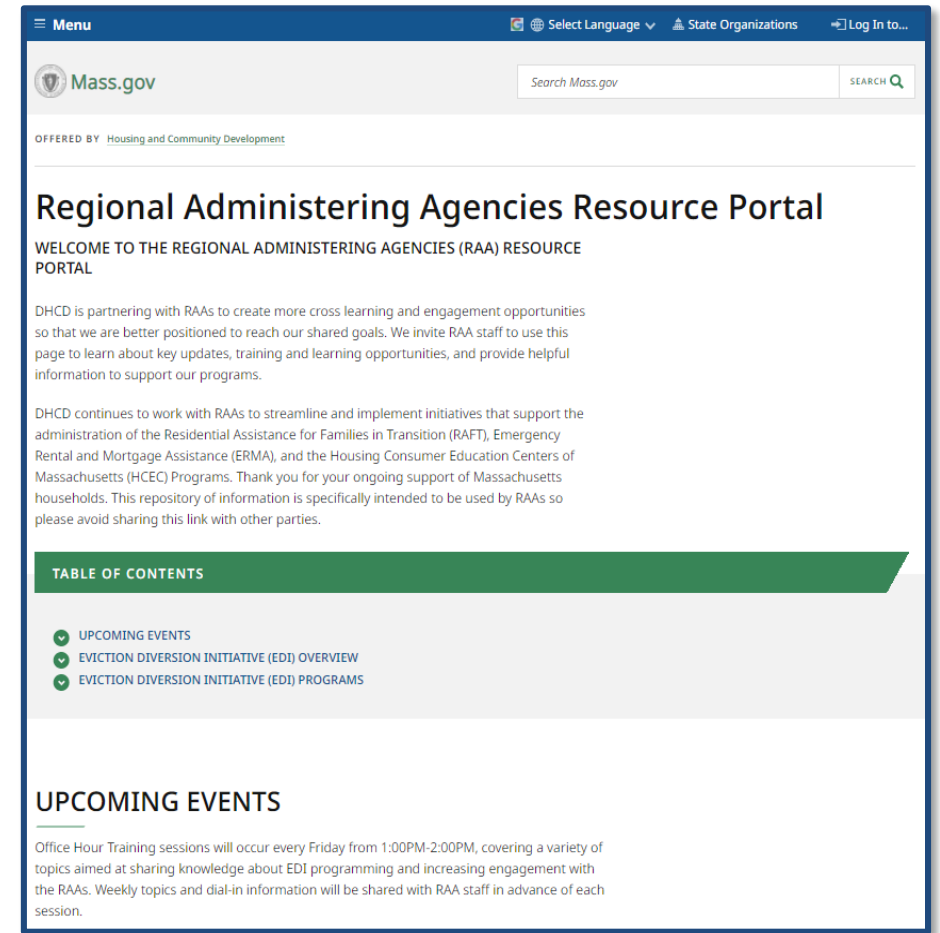 Menu
Select Language
State Organizations
Log In to...
Mass.gov
Search Mass.gov
SEARCH
OFFERED BY Housing and Community Development
Regional Administering Agencies Resource Portal
WELCOME TO THE REGIONAL ADMINISTERING AGENCIES (RAA) RESOURCE
PORTAL
DHCD is partnering with RAAs to create more cross learning and engagement opportunities
so that we are better positioned to reach our shared goals. We invite RAA staff to use this
page to learn about key updates, training and learning opportunities, and provide helpful
information to support our programs.
DHCD continues to work with RAAs to streamline and implement initiatives that support the
administration of the Residential Assistance for Families in Transition (RAFT), Emergency
Rental and Mortgage Assistance (ERMA), and the Housing Consumer Education Centers of
Massachusetts (HCEC) Programs. Thank you for your ongoing support of Massachusetts
households. This repository of information is specifically intended to be used by RAAs so
please avoid sharing this link with other parties.
TABLE OF CONTENTS
UPCOMING EVENTS
EVICTION DIVERSION INITIATIVE (EDI) OVERVIEW
EVICTION DIVERSION INITIATIVE (EDI) PROGRAMS
UPCOMING EVENTS
Office Hour Training sessions will occur every Friday from 1:00PM-2:00PM, covering a variety of
topics aimed at sharing knowledge about EDI programming and increasing engagement with
the RAAs. Weekly topics and dial-in information will be shared with RAA staff in advance of each
session.